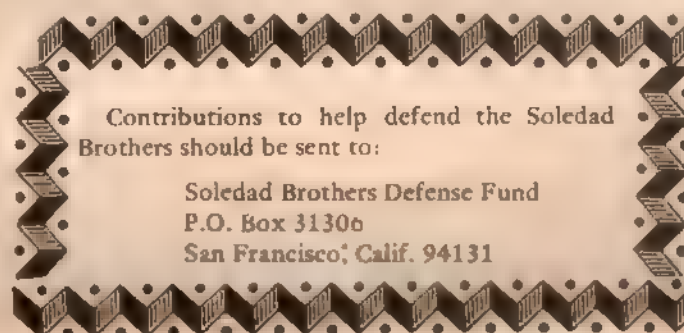 Contributions to help defend the Soledad
Brothers should be sent to:
Soledad Brothers Defense Fund
P.O. Box 31306
San Francisco, Calif. 94131